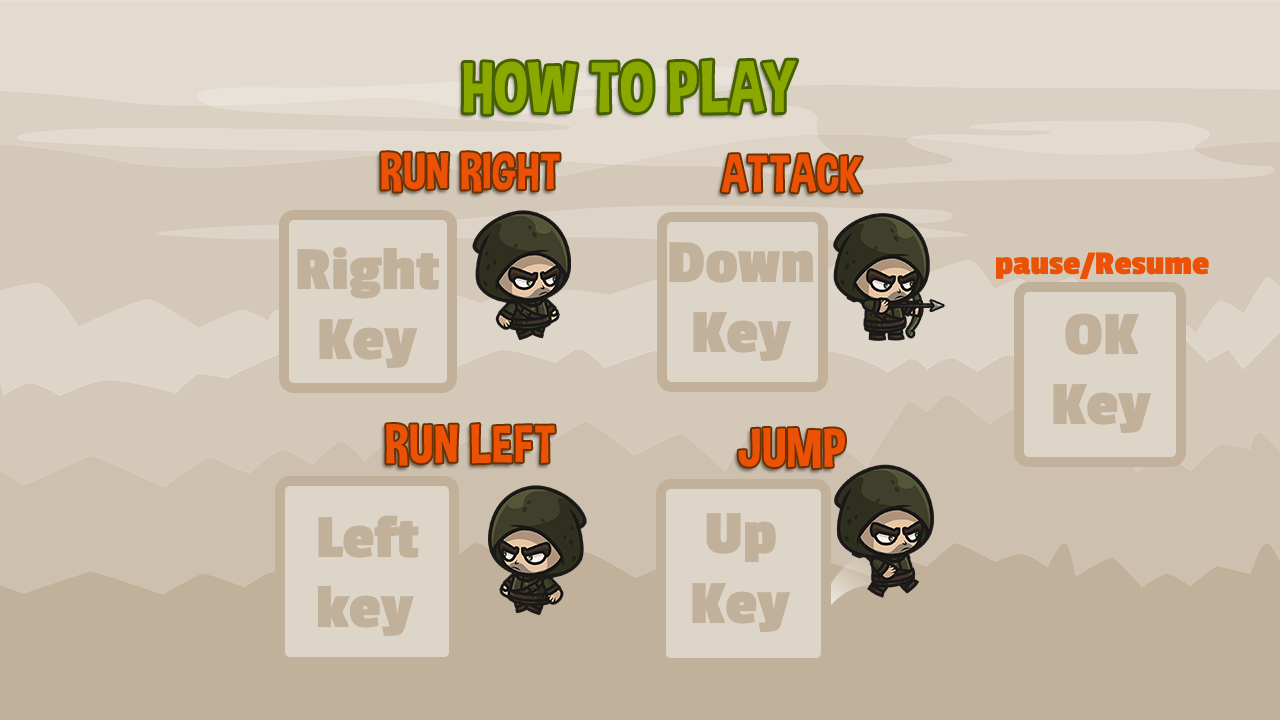 HOW TO PLAY
RUN RIGHT
Right
Key
ATTACK
Down
Key
pause/Resume
OK
Key
RUN LEFT
Left
key
JUMP
Up
Key